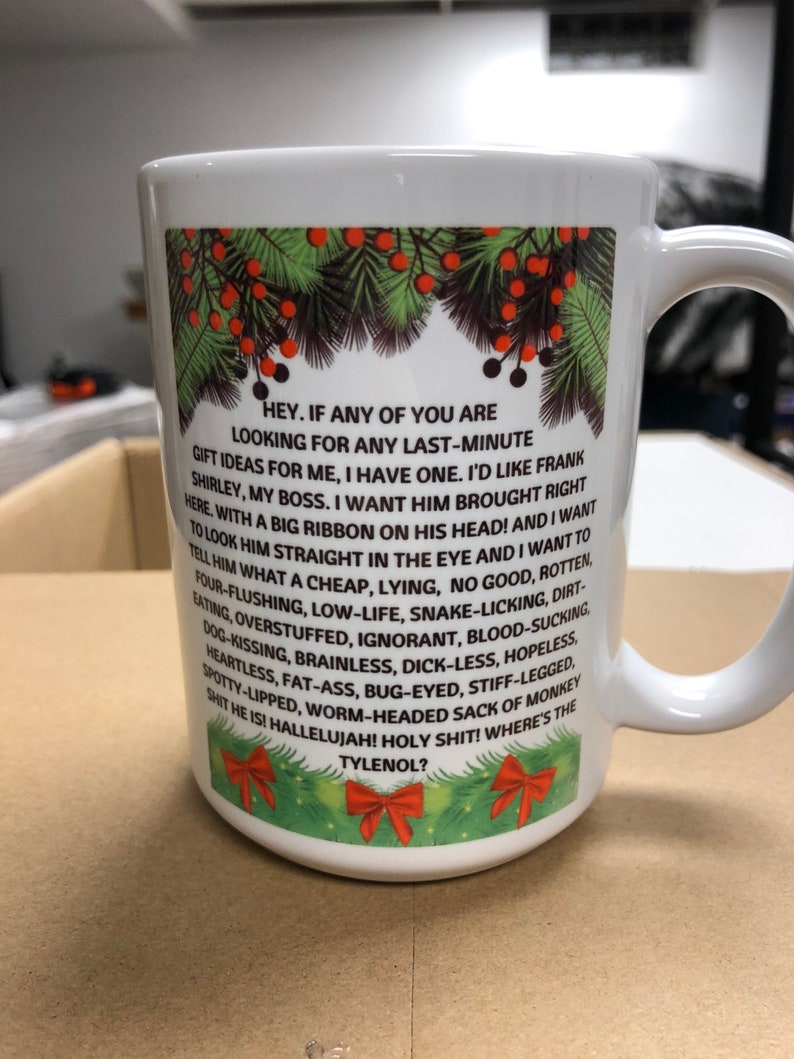 HEY. IF ANY OF YOU ARE
LOOKING FOR ANY LAST-MINUTE
GIFT IDEAS FOR ME, I HAVE ONE. I'D LIKE FRANK
SHIRLEY, MY BOSS. I WANT HIM BROUGHT RIGHT
HERE. WITH A BIG RIBBON ON HIS HEAD! AND I WANT
TO LOOK HIM STRAIGHT IN THE EYE AND I WANT TO
TELL HIM WHAT A CHEAP, LYING, NO GOOD, ROTTEN,
FOUR-FLUSHING, LOW-LIFE, SNAKE-LICKING, DIRT-
EATING, OVERSTUFFED, IGNORANT, BLOOD-SUCKING,
DOG-KISSING, BRAINLESS, DICK-LESS, HOPELESS,
HEARTLESS, FAT-ASS, BUG-EYED, STIFF-LEGGED,
SPOTTY-LIPPED, WORM-HEADED SACK OF MONKEY
SHIT HE IS! HALLELUJAH! HOLY SHIT! WHERE'S THE
TYLENOL?